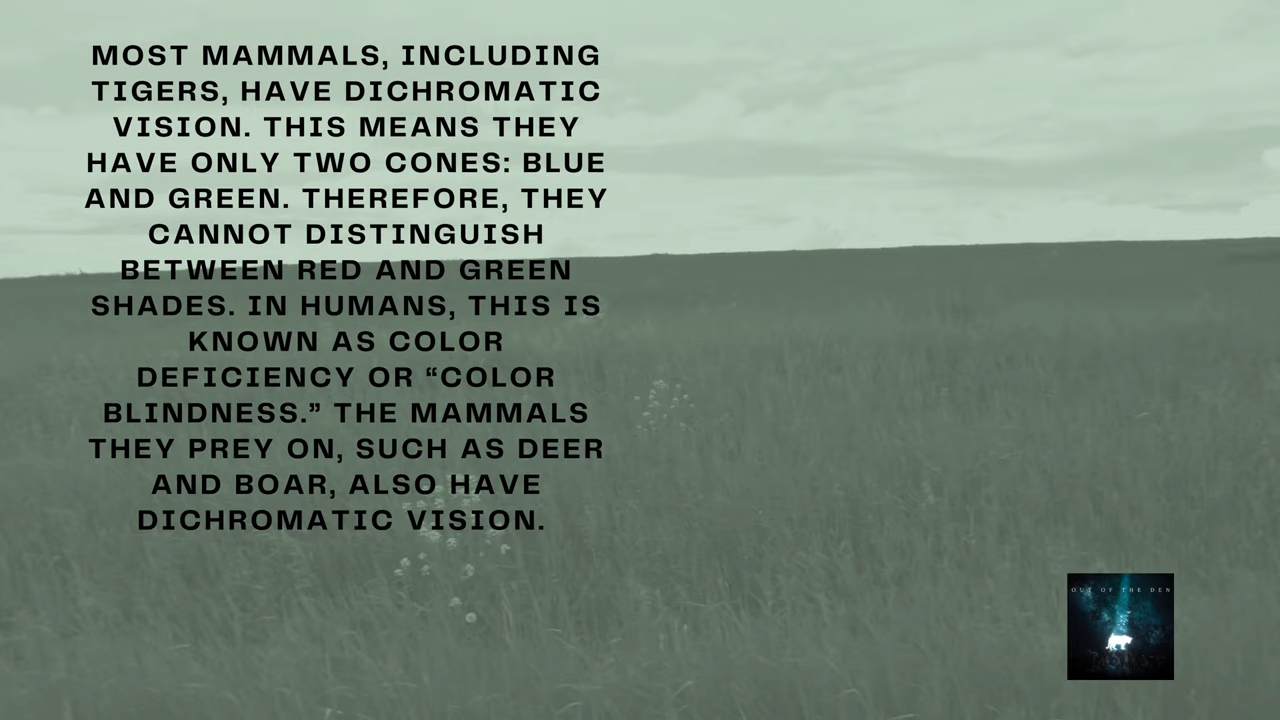 MOST MAMMALS, INCLUDING
TIGERS, HAVE DICHROMATIC
VISION. THIS MEANS THEY
HAVE ONLY TWO CONES: BLUE
AND GREEN. THEREFORE, THEY
CANNOT DISTINGUISH
BETWEEN RED AND GREEN
SHADES. IN HUMANS, THIS IS
KNOWN AS COLOR
DEFICIENCY OR “COLOR
BLINDNESS.” THE MAMMALS
THEY PREY ON, SUCH AS DEER
AND BOAR, ALSO HAVE
DICHROMATIC VISION.
OUT OF THE DEN